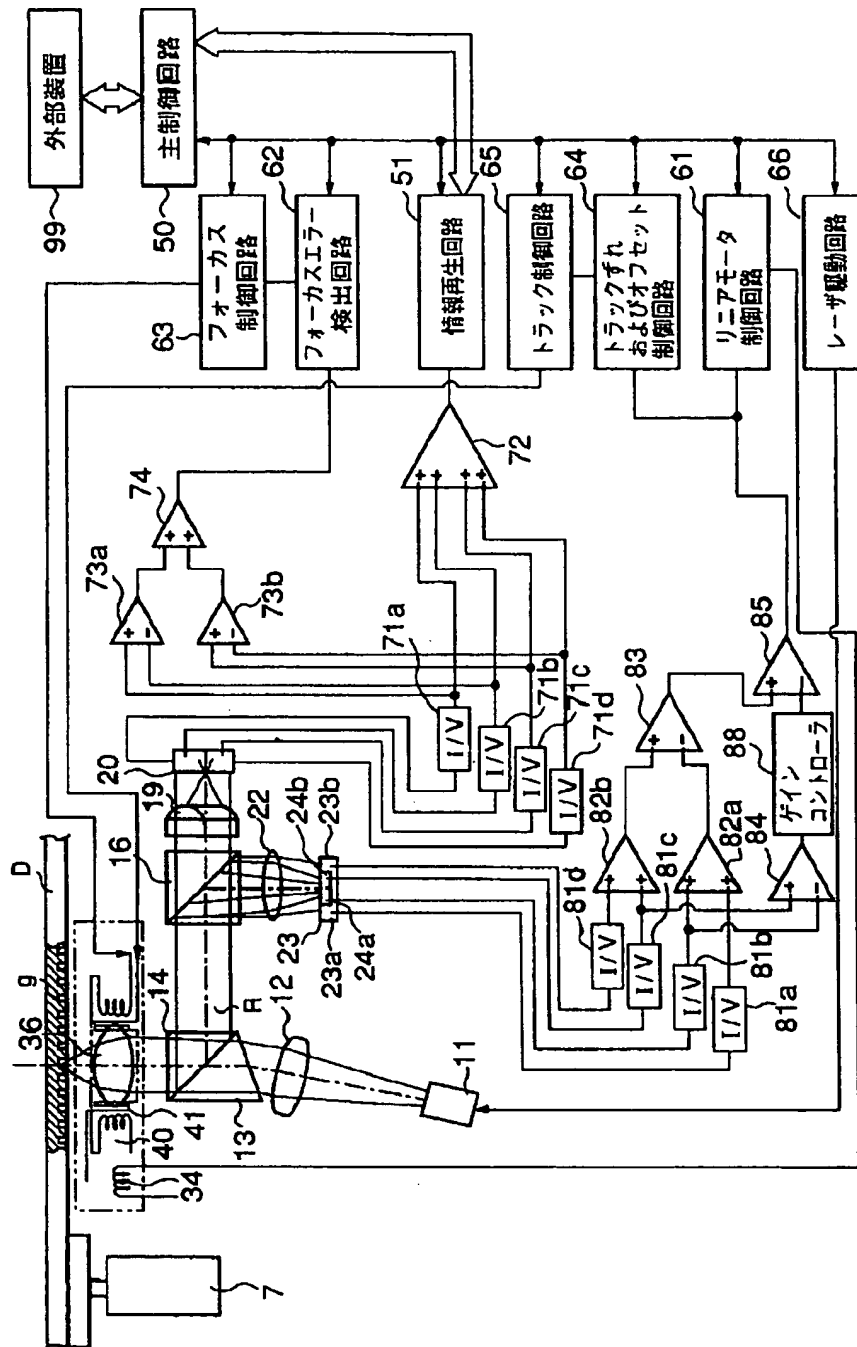 外部装置
99
主制御回路
50
フォーカス
制御回路
63
フォーカスエラー
検出回路
62
情報再生回路
51
トラック制御回路
65
トラックずれ
およびオフセット
制御回路
64
リニアモータ
制御回路
61
レーザ駆動回路
66
74
+
+
73a
+
-
73b
+
-
72
+
+
+
+
71a
I/V
71b
I/V
71c
I/V
71d
I/V
85
+
-
83
+
-
88
ゲイン
コントローラ
84
+
-
82b
+
+
82a
+
+
81d
I/V
81c
I/V
81b
I/V
81a
I/V
20
19
16
22
24b
23b
23
23a
24a
14
R
12
13
11
D
9
36
41
40
34
7